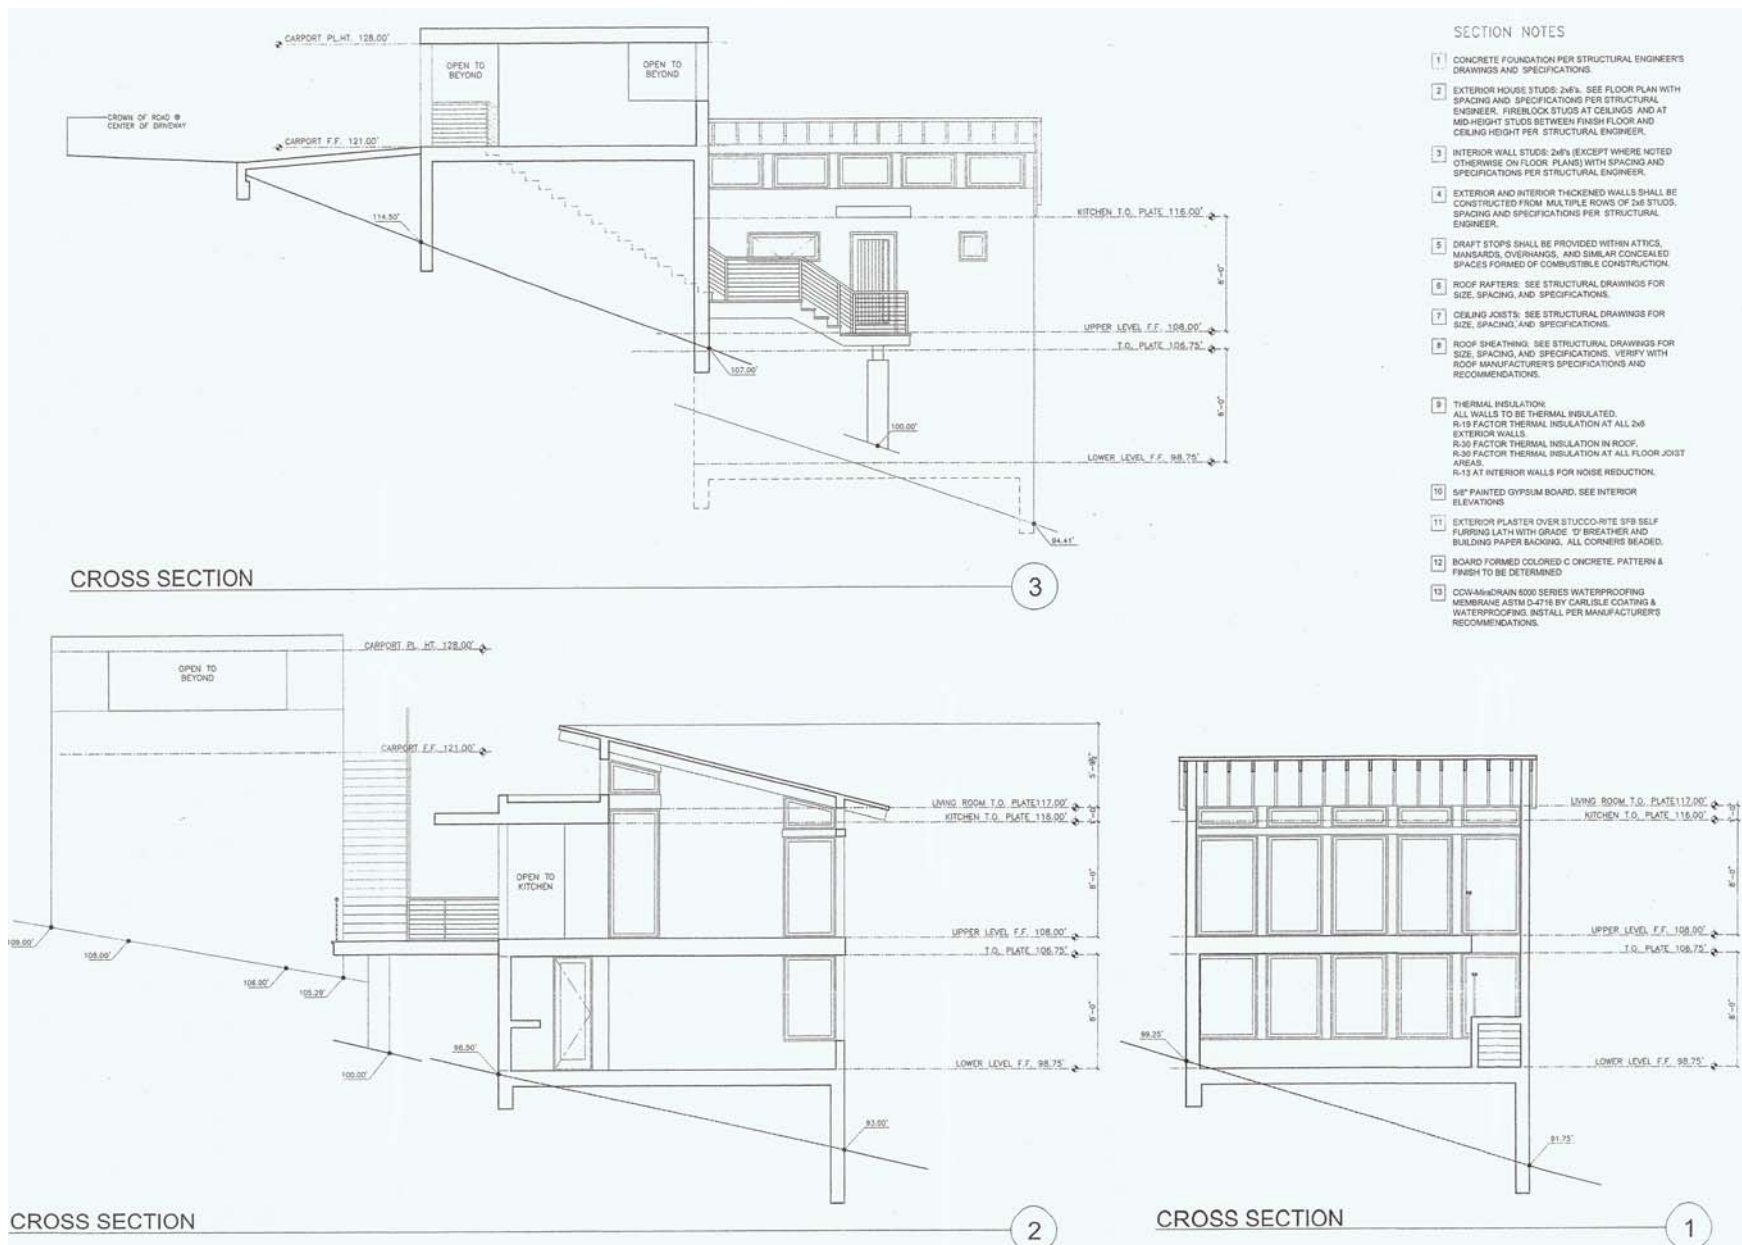 CARPORT PL.HT. 128.00'
OPEN TO
BEYOND
OPEN TO
BEYOND
CROWN OF ROAD @
CENTER OF DRIVEWAY
CARPORT F.F. 121.00'
114.50'
KITCHEN T.O. PLATE 116.00'
8'-0"
UPPER LEVEL F.F. 108.00'
T.O. PLATE 106.75'
107.00'
8'-0"
100.00'
LOWER LEVEL F.F. 98.75'
94.41'
CROSS SECTION
3
SECTION NOTES
1 CONCRETE FOUNDATION PER STRUCTURAL ENGINEER'S
DRAWINGS AND SPECIFICATIONS.
2 EXTERIOR HOUSE STUDS: 2x6's. SEE FLOOR PLAN WITH
SPACING AND SPECIFICATIONS PER STRUCTURAL
ENGINEER. FIREBLOCK STUDS AT CEILINGS AND AT
MID-HEIGHT STUDS BETWEEN FINISH FLOOR AND
CEILING HEIGHT PER STRUCTURAL ENGINEER.
3 INTERIOR WALL STUDS: 2x6's (EXCEPT WHERE NOTED
OTHERWISE ON FLOOR PLANS) WITH SPACING AND
SPECIFICATIONS PER STRUCTURAL ENGINEER.
4 EXTERIOR AND INTERIOR THICKENED WALLS SHALL BE
CONSTRUCTED FROM MULTIPLE ROWS OF 2x6 STUDS.
SPACING AND SPECIFICATIONS PER STRUCTURAL
ENGINEER.
5 DRAFT STOPS SHALL BE PROVIDED WITHIN ATTICS,
MANSARDS, OVERHANGS, AND SIMILAR CONCEALED
SPACES FORMED OF COMBUSTIBLE CONSTRUCTION.
6 ROOF RAFTERS: SEE STRUCTURAL DRAWINGS FOR
SIZE, SPACING, AND SPECIFICATIONS.
7 CEILING JOISTS: SEE STRUCTURAL DRAWINGS FOR
SIZE, SPACING, AND SPECIFICATIONS.
8 ROOF SHEATHING: SEE STRUCTURAL DRAWINGS FOR
SIZE, SPACING, AND SPECIFICATIONS. VERIFY WITH
ROOF MANUFACTURER'S SPECIFICATIONS AND
RECOMMENDATIONS.
9 THERMAL INSULATION:
ALL WALLS TO BE THERMAL INSULATED.
R-19 FACTOR THERMAL INSULATION AT ALL 2x6
EXTERIOR WALLS.
R-30 FACTOR THERMAL INSULATION IN ROOF.
R-30 FACTOR THERMAL INSULATION AT ALL FLOOR JOIST
AREAS.
R-13 AT INTERIOR WALLS FOR NOISE REDUCTION.
10 5/8" PAINTED GYPSUM BOARD, SEE INTERIOR
ELEVATIONS
11 EXTERIOR PLASTER OVER STUCCO-RITE SFB SELF
FURRING LATH WITH GRADE 'D' BREATHER AND
BUILDING PAPER BACKING. ALL CORNERS BEADED.
12 BOARD FORMED COLORED C ONCRETE. PATTERN &
FINISH TO BE DETERMINED
13 CCW-MiraDRAIN 6000 SERIES WATERPROOFING
MEMBRANE ASTM D-4716 BY CARLISLE COATING &
WATERPROOFING. INSTALL PER MANUFACTURER'S
RECOMMENDATIONS.
CARPORT PL. HT. 128.00'
OPEN TO
BEYOND
CARPORT F.F. 121.00'
LIVING ROOM T.O. PLATE117.00'
KITCHEN T.O. PLATE 116.00'
OPEN TO
KITCHEN
8'-0"
UPPER LEVEL F.F. 108.00'
T.O. PLATE 106.75'
109.00'
108.00'
106.00'
105.29'
8'-0"
98.50'
100.00'
LOWER LEVEL F.F. 98.75'
93.00'
CROSS SECTION
2
LIVING ROOM T.O. PLATE117.00'
KITCHEN T.O. PLATE 116.00'
8'-0"
UPPER LEVEL F.F. 108.00'
T.O. PLATE 106.75'
8'-0"
99.25'
LOWER LEVEL F.F. 98.75'
91.75'
CROSS SECTION
1